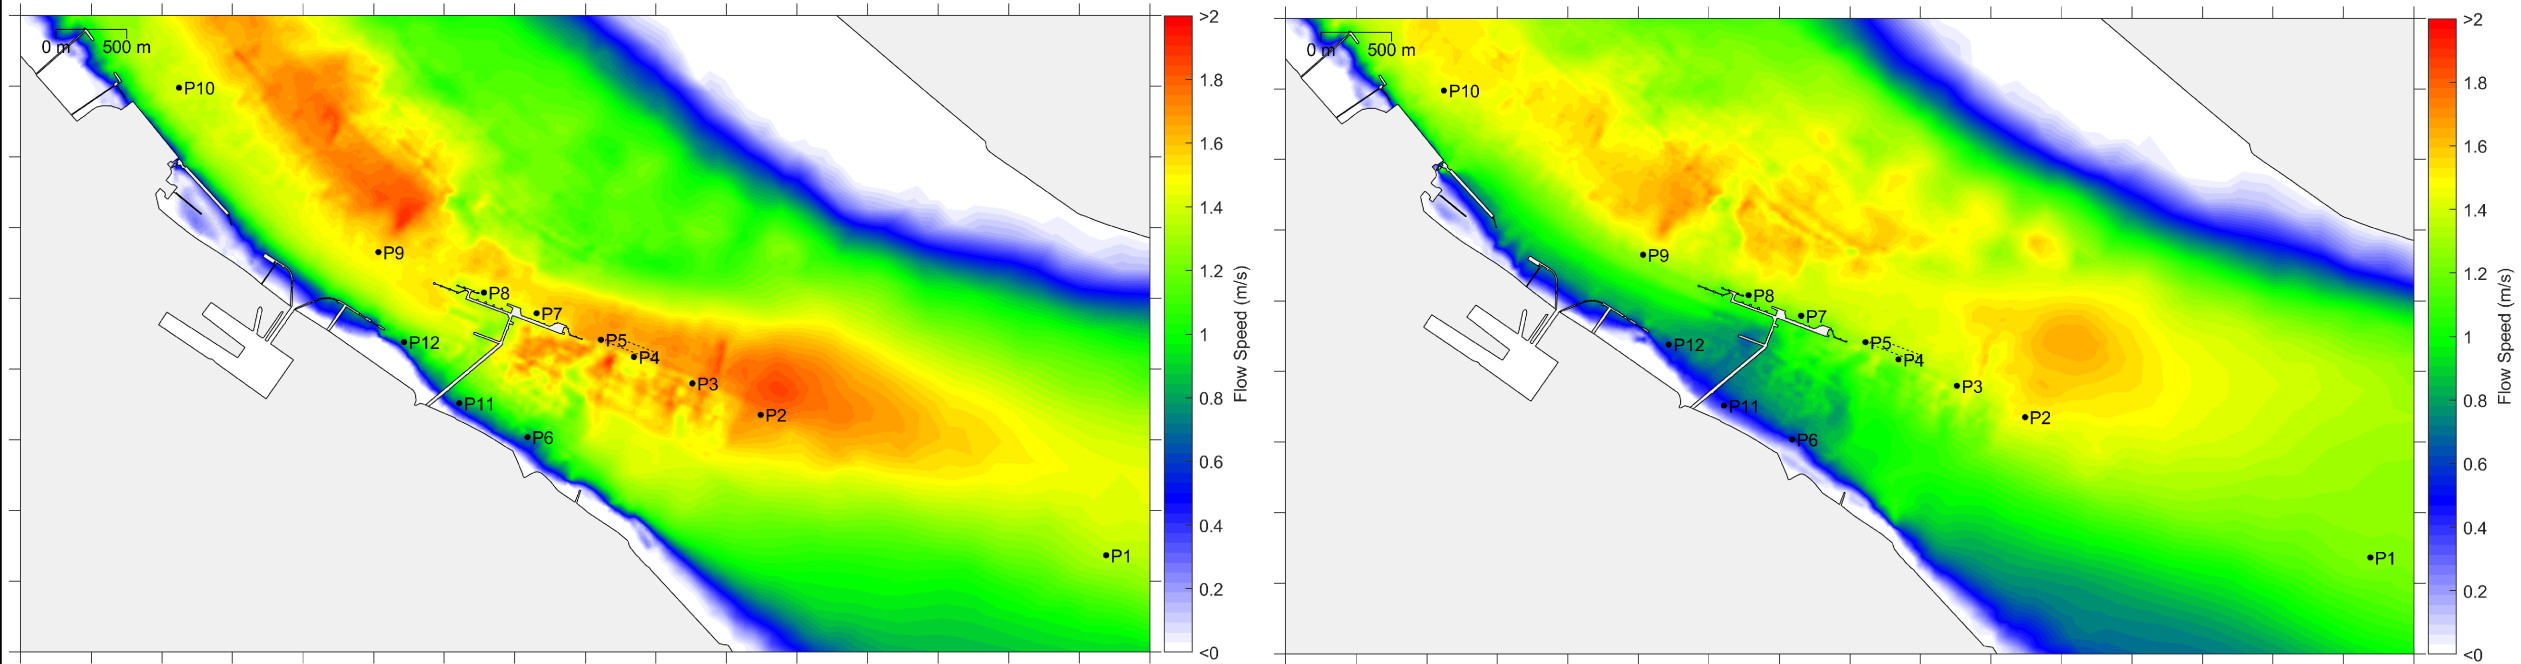 0 m 500 m
P10
P9
P8
P7
P5
P4
P12
P3
P11
P2
P6
P1
>2
1.8
1.6
1.4
1.2
1
0.8
0.6
0.4
0.2
<0
Flow Speed (m/s)
0 m 500 m
P10
P9
P8
P7
P5
P4
P12
P3
P11
P2
P6
P1
>2
1.8
1.6
1.4
1.2
1
0.8
0.6
0.4
0.2
<0
Flow Speed (m/s)